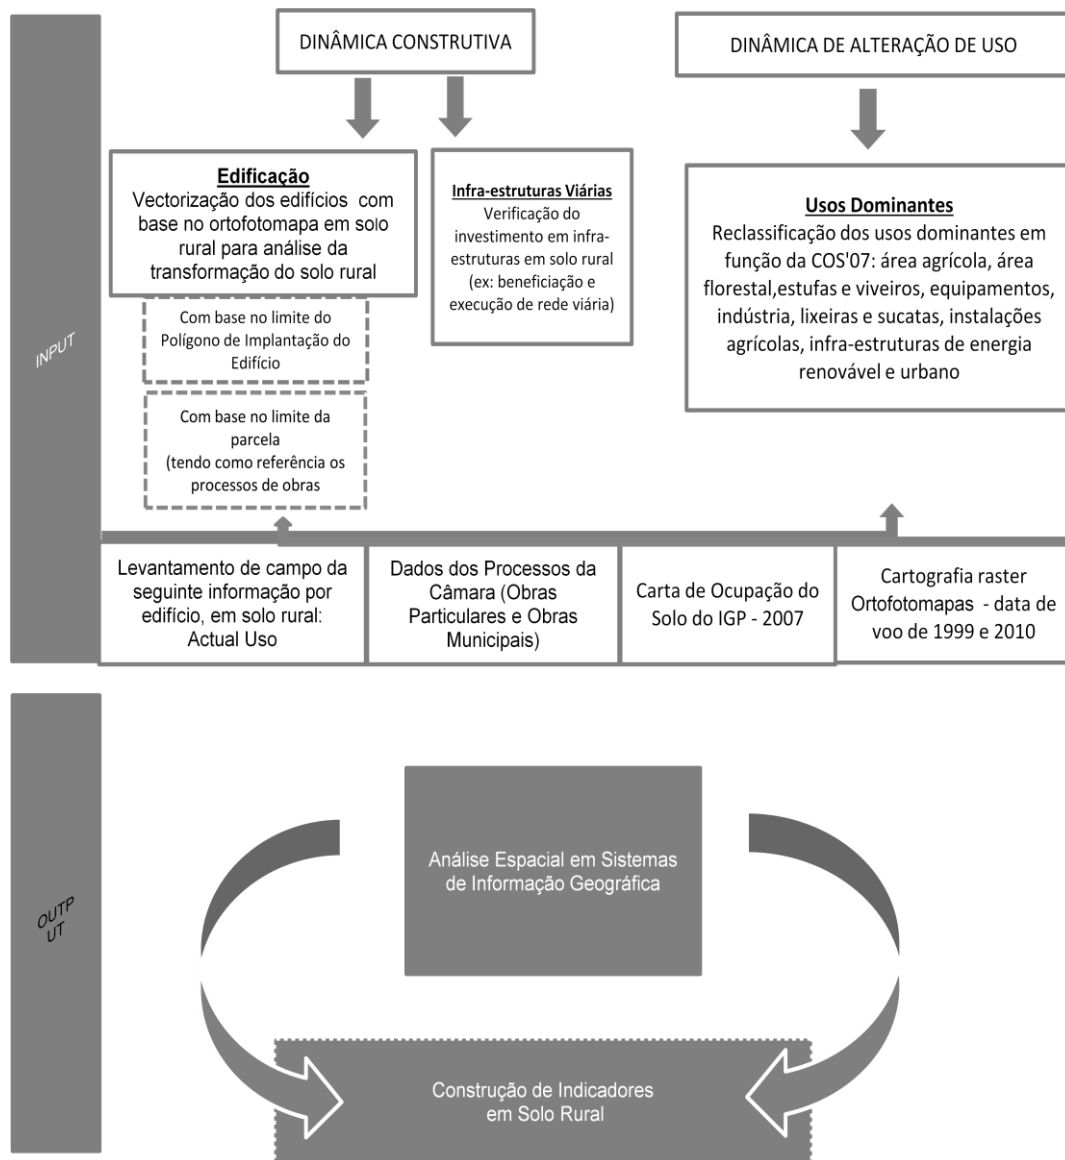 DINÂMICA CONSTRUTIVA
DINÂMICA DE ALTERAÇÃO DE USO
INPUT
Edificação
Vectorização dos edifícios com
base no ortofotomapa em solo
rural para análise da
transformação do solo rural
Com base no limite do
Polígono de Implantação do
Edifício
Com base no limite da
parcela
(tendo como referência os
processos de obras
Infra-estruturas Viárias
Verificação do
investimento em infra-
estruturas em solo rural
(ex: beneficiação e
execução de rede viária)
Usos Dominantes
Reclassificação dos usos dominantes em
função da COS'07: área agrícola, área
florestal,estufas e viveiros, equipamentos,
indústria, lixeiras e sucatas, instalações
agrícolas, infra-estruturas de energia
renovável e urbano
Levantamento de campo da
seguinte informação por
edifício, em solo rural:
Actual Uso
Dados dos Processos da
Câmara (Obras
Particulares e Obras
Municipais)
Carta de Ocupação do
Solo do IGP - 2007
Cartografia raster
Ortofotomapas - data de
voo de 1999 e 2010
OUTP
UT
Análise Espacial em Sistemas
de Informação Geográfica
Construção de Indicadores
em Solo Rural